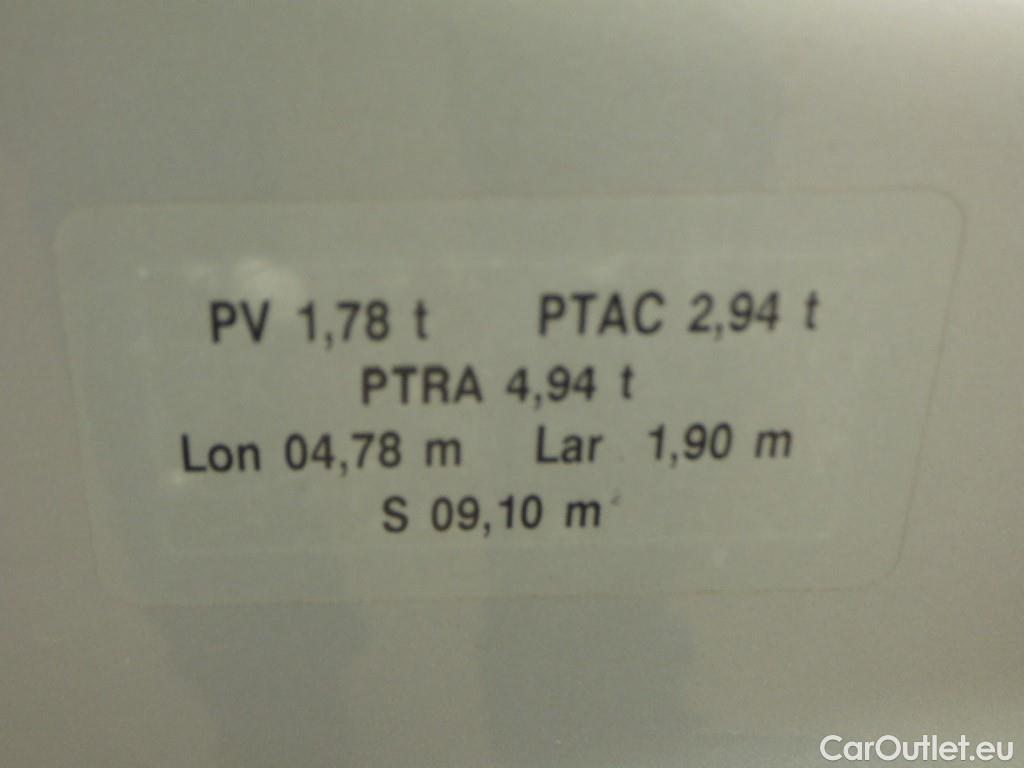 PV 1,78 t PTAC 2,94 t
PTRA 4,94 t
Lon 04,78 m Lar 1,90 m
S 09,10 m²
CarOutlet.eu